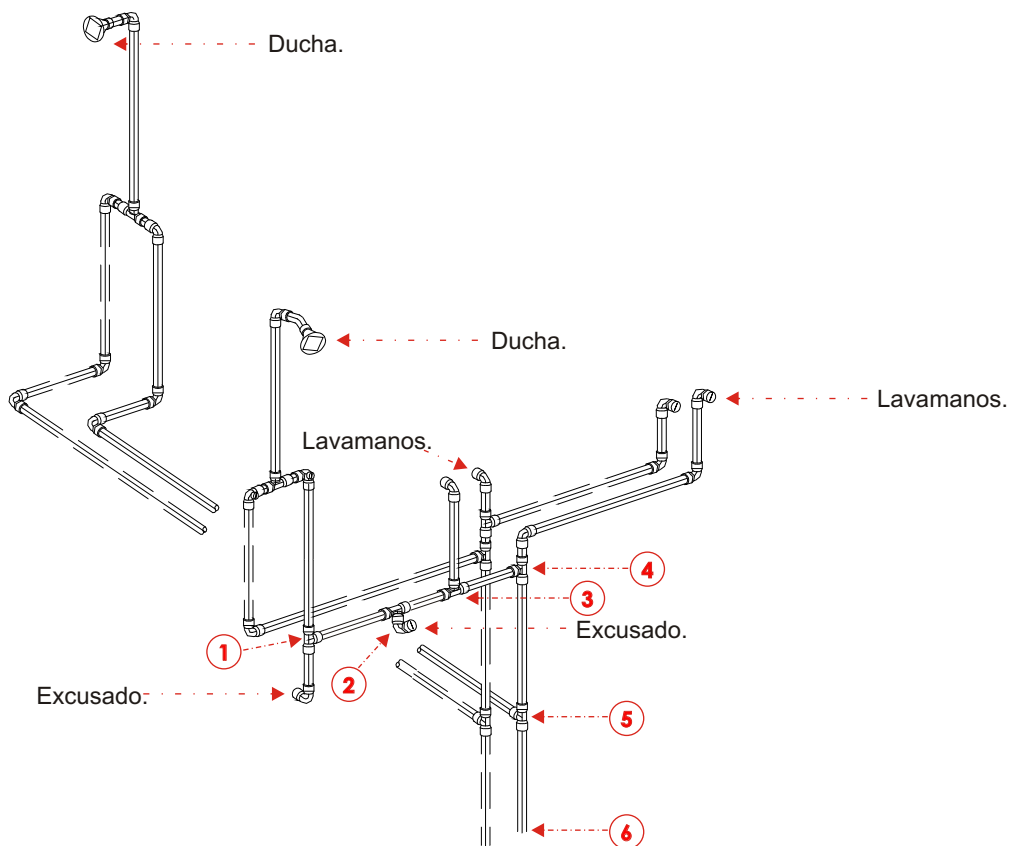 Ducha.
Ducha.
Lavamanos.
Lavamanos.
4
3
Excusado.
1
2
Excusado.
5
6